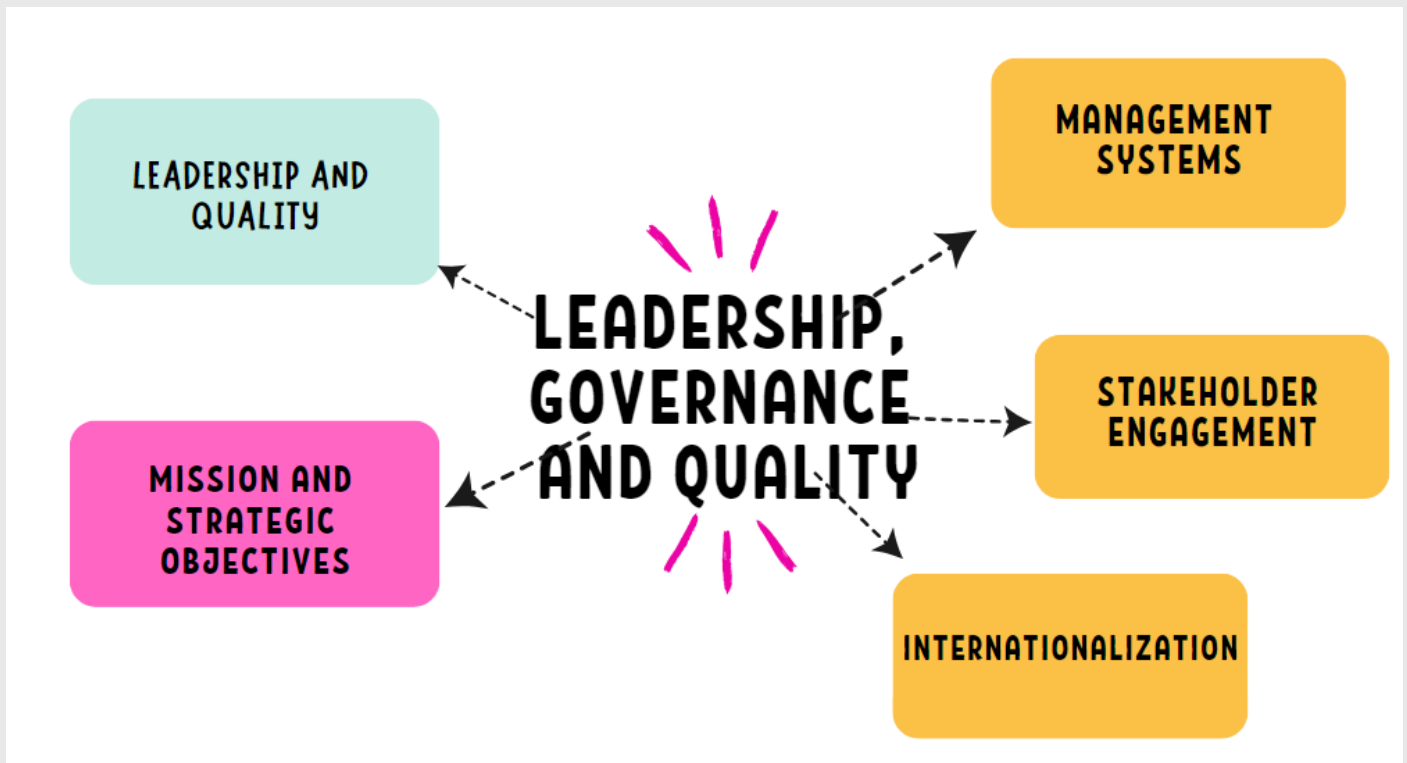 LEADERSHIP AND
QUALITY
MISSION AND
STRATEGIC
OBJECTIVES
LEADERSHIP,
GOVERNANCE
AND QUALITY
MANAGEMENT
SYSTEMS
STAKEHOLDER
ENGAGEMENT
INTERNATIONALIZATION